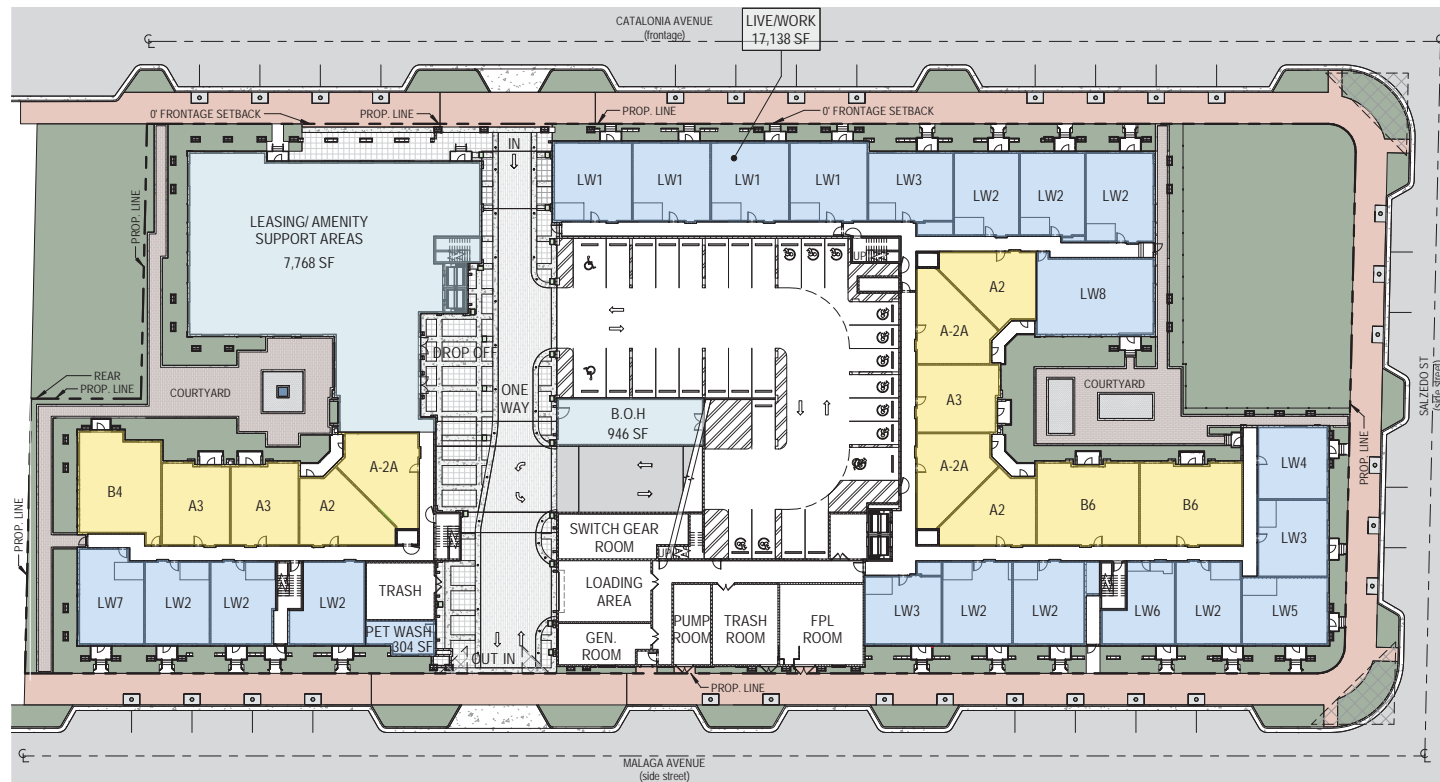 CATALONIA AVENUE
(frontage)
LIVE/WORK
17,138 SF
0' FRONTAGE SETBACK
PROP. LINE
PROP. LINE
0' FRONTAGE SETBACK
IN
LW1
LW1
LW1
LW1
LW3
LW2
LW2
LW2
LEASING/ AMENITY
SUPPORT AREAS
7,768 SF
PROP. LINE
UP
A2
LW8
A-2A
DROP OFF
REAR
PROP. LINE
COURTYARD
ONE
WAY
B.O.H
946 SF
A3
COURTYARD
SALZEDO ST
(side street)
PROP. LINE
B4
A3
A3
A2
A-2A
A-2A
A2
B6
B6
LW4
LW3
SWITCH GEAR
ROOM
UP
PROP. LINE
LW7
LW2
LW2
LW2
TRASH
PET WASH
304 SF
LOADING
AREA
GEN.
ROOM
PUMP
ROOM
TRASH
ROOM
FPL
ROOM
LW3
LW2
LW2
LW6
LW2
LW5
OUT IN
PROP. LINE
MALAGA AVENUE
(side street)